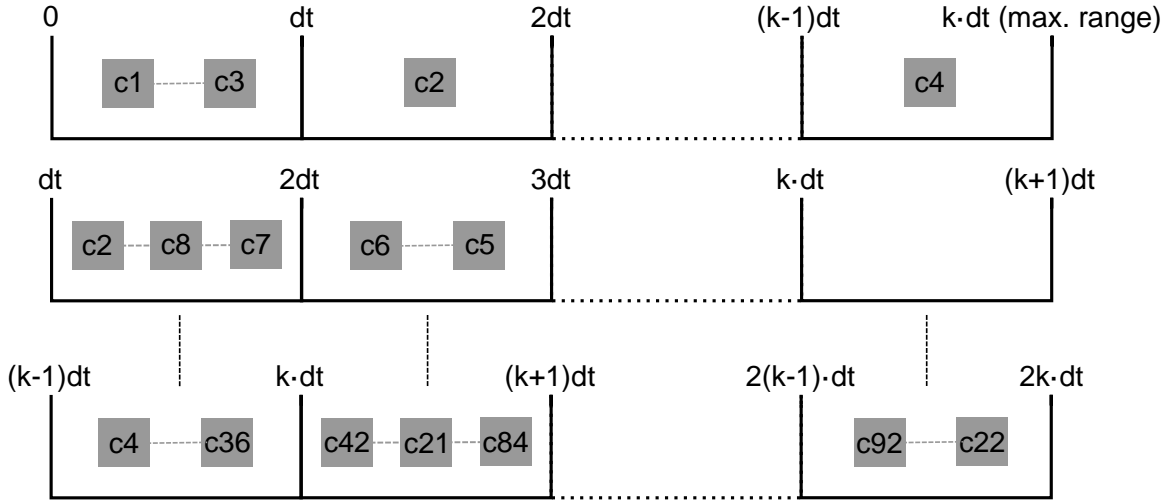 0 dt 2dt (k-1)dt k·dt (max. range)
c1 c3 c2 c4
dt 2dt 3dt k·dt (k+1)dt
c2 c8 c7 c6 c5
(k-1)dt k·dt (k+1)dt 2(k-1)·dt 2k·dt
c4 c36 c42 c21 c84 c92 c22